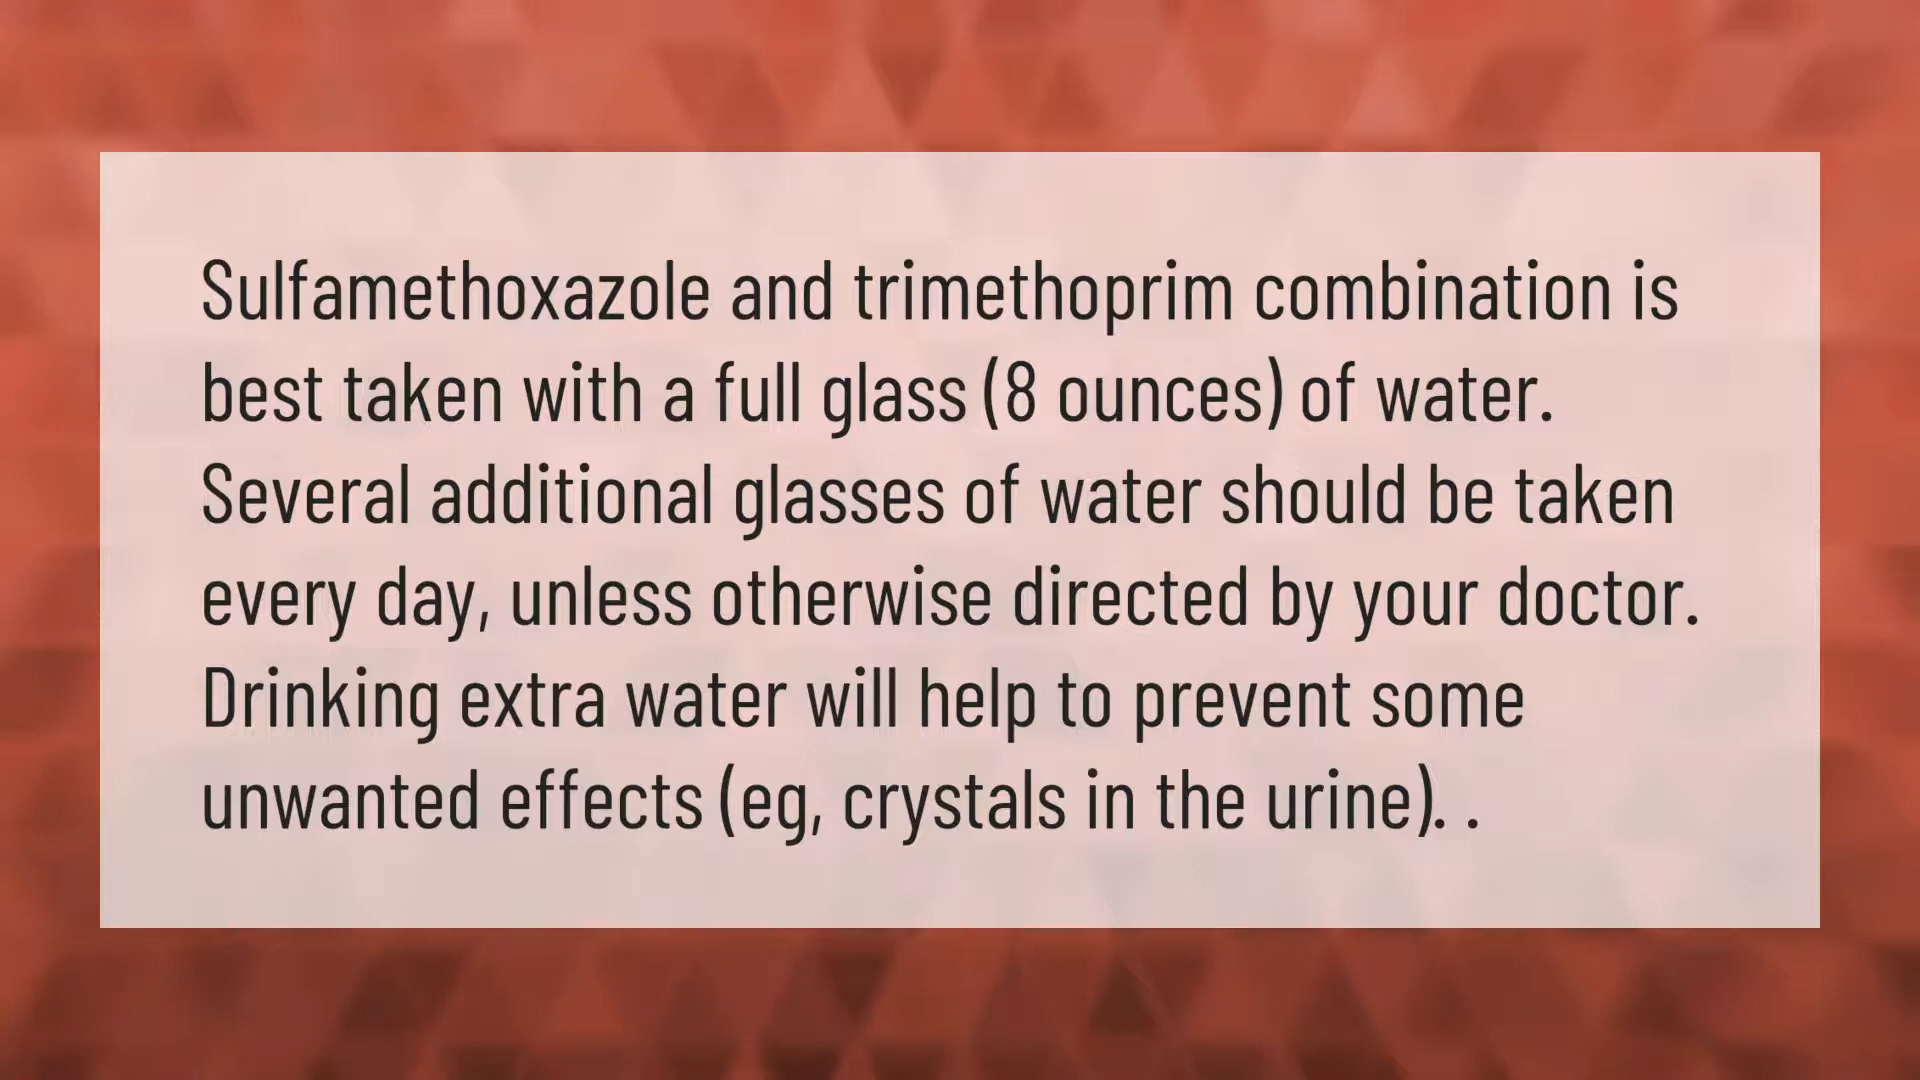 Sulfamethoxazole and trimethoprim combination is
best taken with a full glass (8 ounces) of water.
Several additional glasses of water should be taken
every day, unless otherwise directed by your doctor.
Drinking extra water will help to prevent some
unwanted effects (eg, crystals in the urine). .